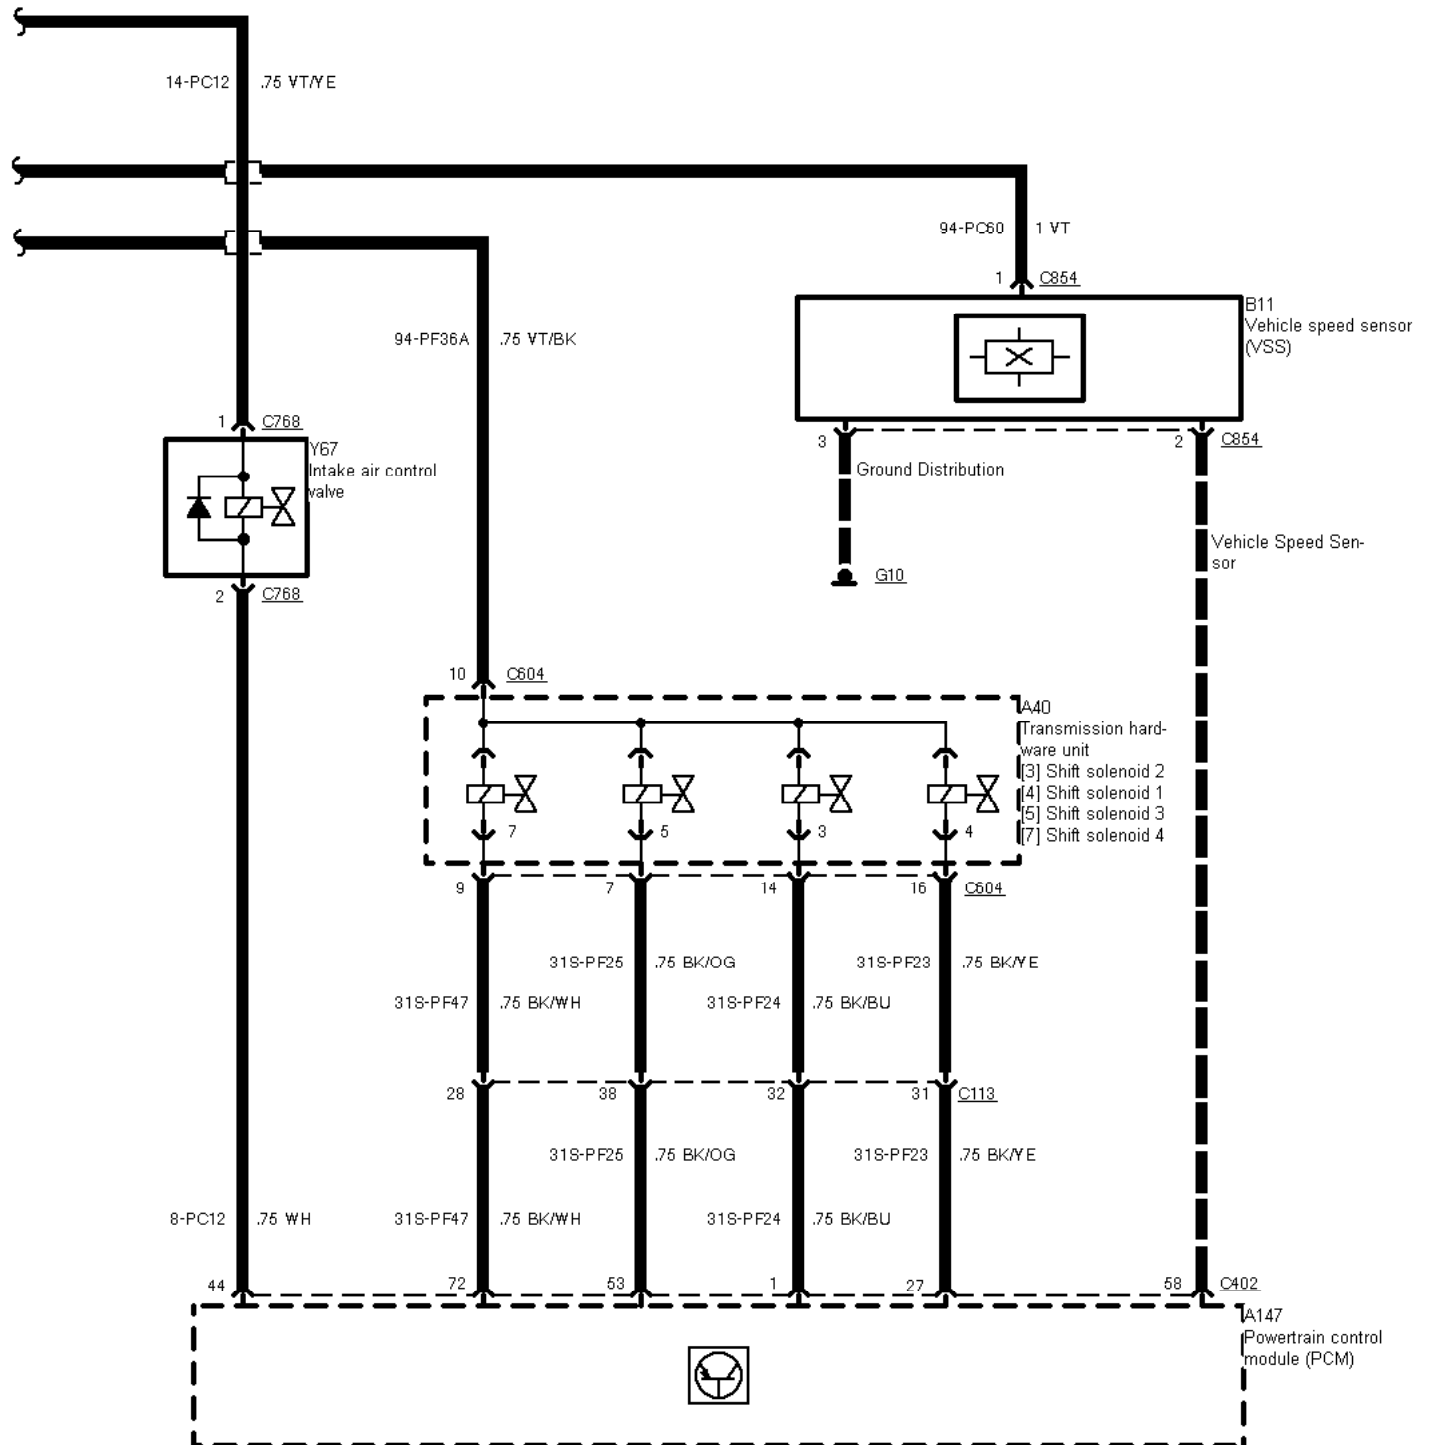 14-PC12 .75 VT/YE
94-PC60 1 VT
1 C854
B11
Vehicle speed sensor
(VSS)
94-PF36A .75 VT/BK
1 C768
Y67
Intake air control
valve
3 2 C854
Ground Distribution
Vehicle Speed Sen-
sor
G10
2 C768
10 C604
A40
Transmission hard-
ware unit
[3] Shift solenoid 2
[4] Shift solenoid 1
[5] Shift solenoid 3
[7] Shift solenoid 4
7 5 3 4
9 7 14 16 C604
31S-PF25 .75 BK/OG 31S-PF23 .75 BK/YE
31S-PF47 .75 BK/WH 31S-PF24 .75 BK/BU
28 38 32 31 C113
31S-PF25 .75 BK/OG 31S-PF23 .75 BK/YE
8-PC12 .75 WH 31S-PF47 .75 BK/WH 31S-PF24 .75 BK/BU
44 72 53 1 27 58 C402
A147
Powertrain control
module (PCM)